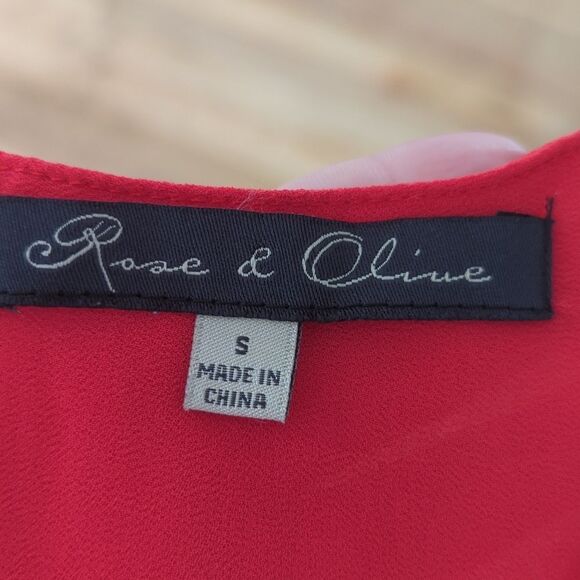 Rose & Olive
S
MADE IN
CHINA